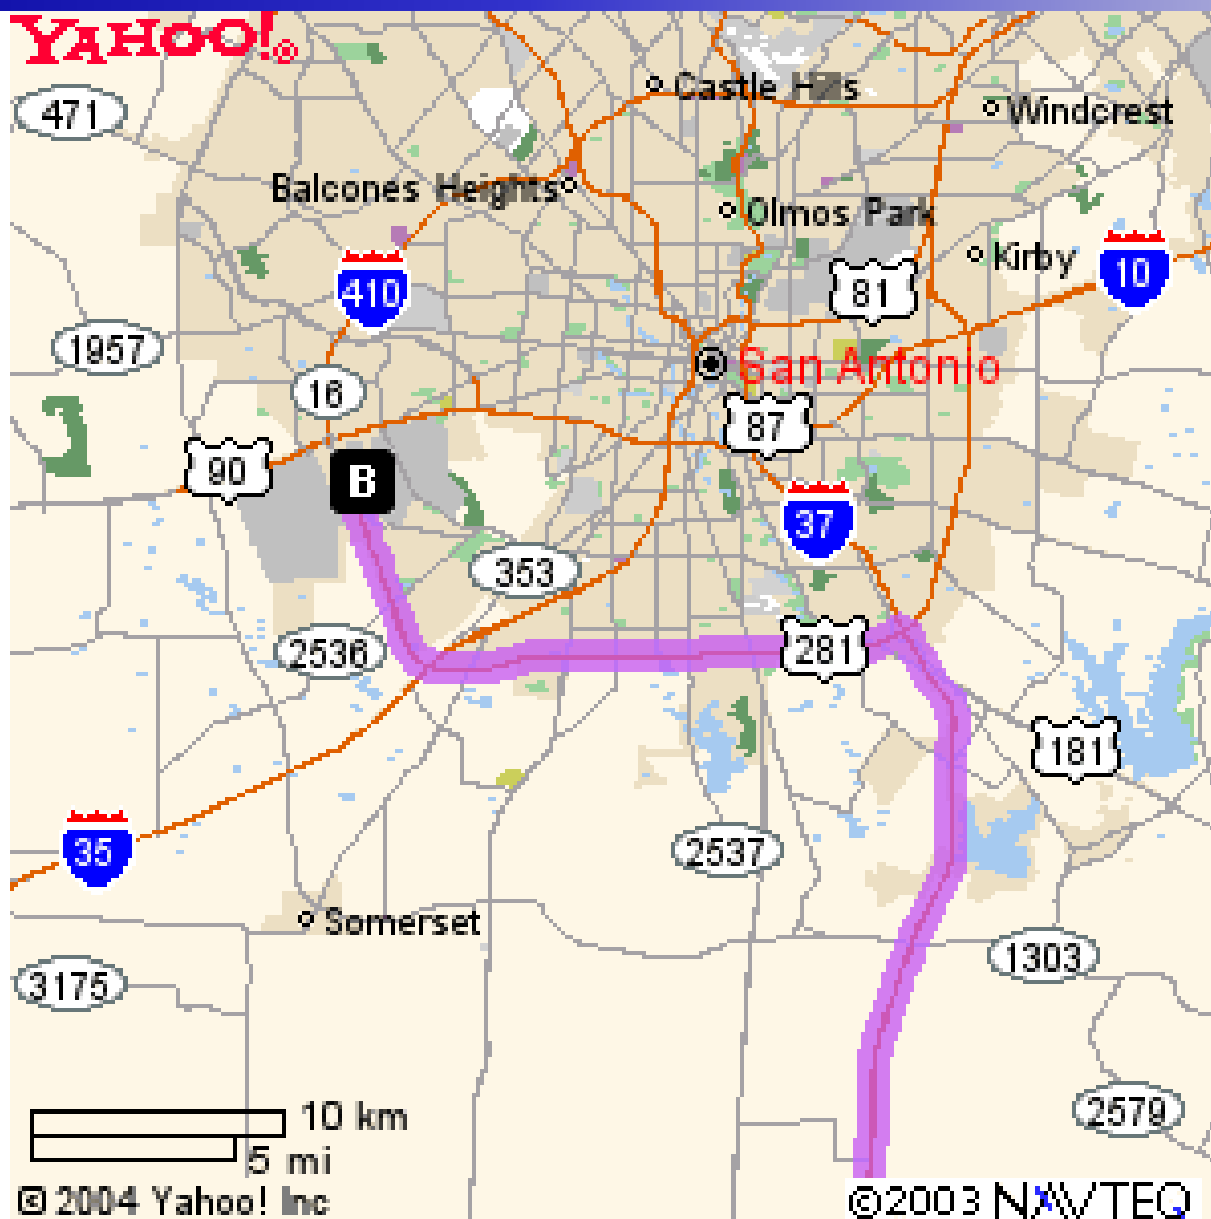 YAHOO!®
Castle Hills
471
Windcrest
Balcones Heights
Olmos Park
Kirby
10
410
81
1957
San Antonio
16
87
90
B
37
353
2536
281
181
35
2537
Somerset
1303
3175
10 km
2579
5 mi
© 2004 Yahoo! Inc
©2003 NAVTEQ